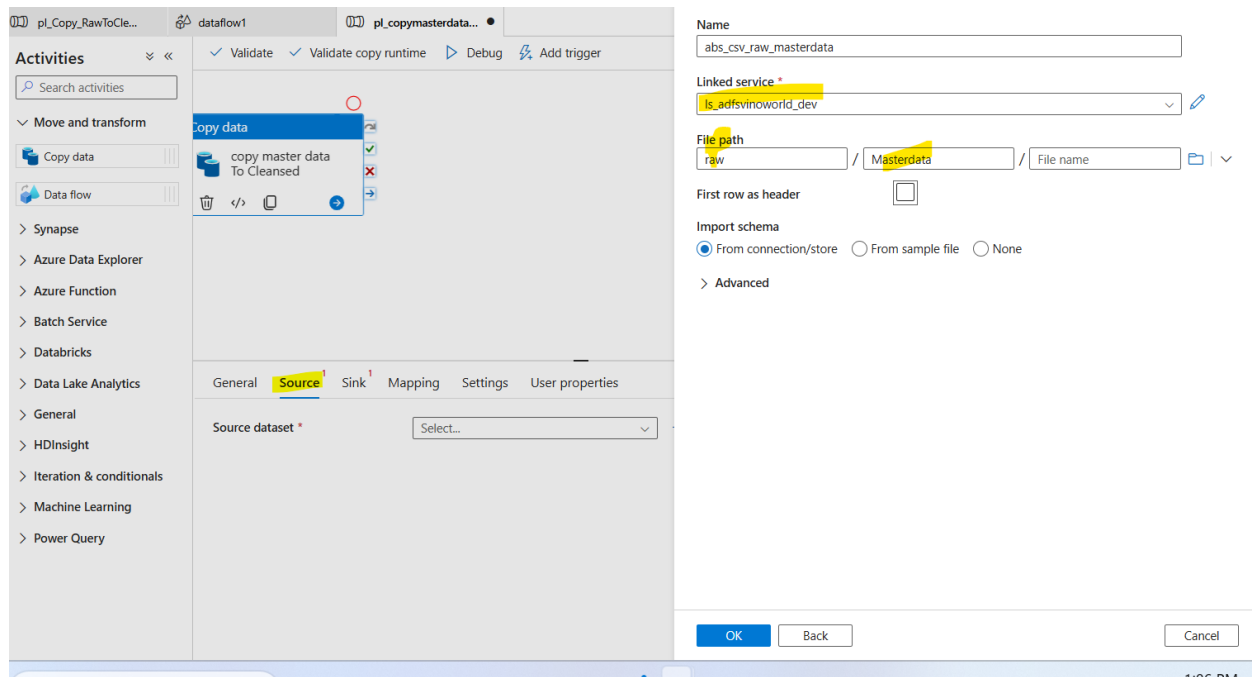 pl_Copy_RawToCle...
dataflow1
pl_copymasterdata...
Activities
Search activities
Move and transform
Copy data
Data flow
Synapse
Azure Data Explorer
Azure Function
Batch Service
Databricks
Data Lake Analytics
General
HDInsight
Iteration & conditionals
Machine Learning
Power Query
Validate Validate copy runtime Debug Add trigger
Copy data
copy master data
To Cleansed
General Source 1 Sink 1 Mapping Settings User properties
Source dataset *
Select...
Name
abs_csv_raw_masterdata
Linked service *
ls_adfsvinoworld_dev
File path
raw / Masterdata / File name
First row as header
Import schema
From connection/store From sample file None
Advanced
OK Back Cancel